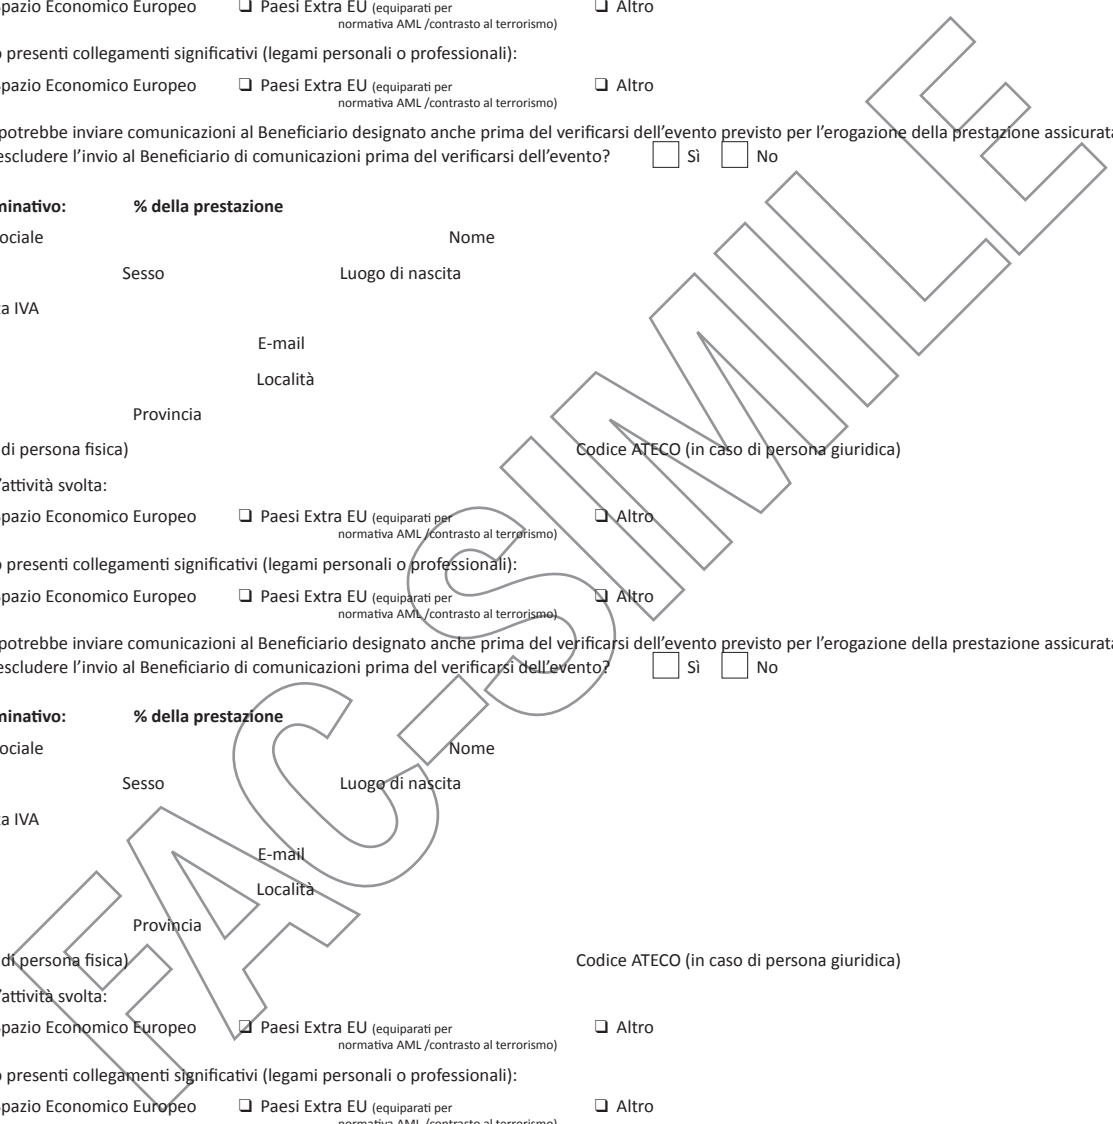 pazio Economico Europeo ❑ Paesi Extra EU (equiparati per ❑ Altro
normativa AML /contrasto al terrorismo)
presenti collegamenti significativi (legami personali o professionali):
pazio Economico Europeo ❑ Paesi Extra EU (equiparati per ❑ Altro
normativa AML /contrasto al terrorismo)
potrebbe inviare comunicazioni al Beneficiario designato anche prima del verificarsi dell'evento previsto per l'erogazione della prestazione assicurata
escludere l'invio al Beneficiario di comunicazioni prima del verificarsi dell'evento? Sì No
minativo: % della prestazione
ociale Nome
Sesso Luogo di nascita
a IVA
E-mail
Località
Provincia
di persona fisica) Codice ATECO (in caso di persona giuridica)
'attività svolta:
pazio Economico Europeo ❑ Paesi Extra EU (equiparati per ❑ Altro
normativa AML /contrasto al terrorismo)
presenti collegamenti significativi (legami personali o professionali):
pazio Economico Europeo ❑ Paesi Extra EU (equiparati per ❑ Altro
normativa AML /contrasto al terrorismo)
potrebbe inviare comunicazioni al Beneficiario designato anche prima del verificarsi dell'evento previsto per l'erogazione della prestazione assicurata
escludere l'invio al Beneficiario di comunicazioni prima del verificarsi dell'evento? Sì No
minativo: % della prestazione
ociale Nome
Sesso Luogo di nascita
a IVA
E-mail
Località
Provincia
di persona fisica) Codice ATECO (in caso di persona giuridica)
'attività svolta:
pazio Economico Europeo ❑ Paesi Extra EU (equiparati per ❑ Altro
normativa AML /contrasto al terrorismo)
presenti collegamenti significativi (legami personali o professionali):
pazio Economico Europeo ❑ Paesi Extra EU (equiparati per ❑ Altro
normativa AML /contrasto al terrorismo)
FAC-SIMILE